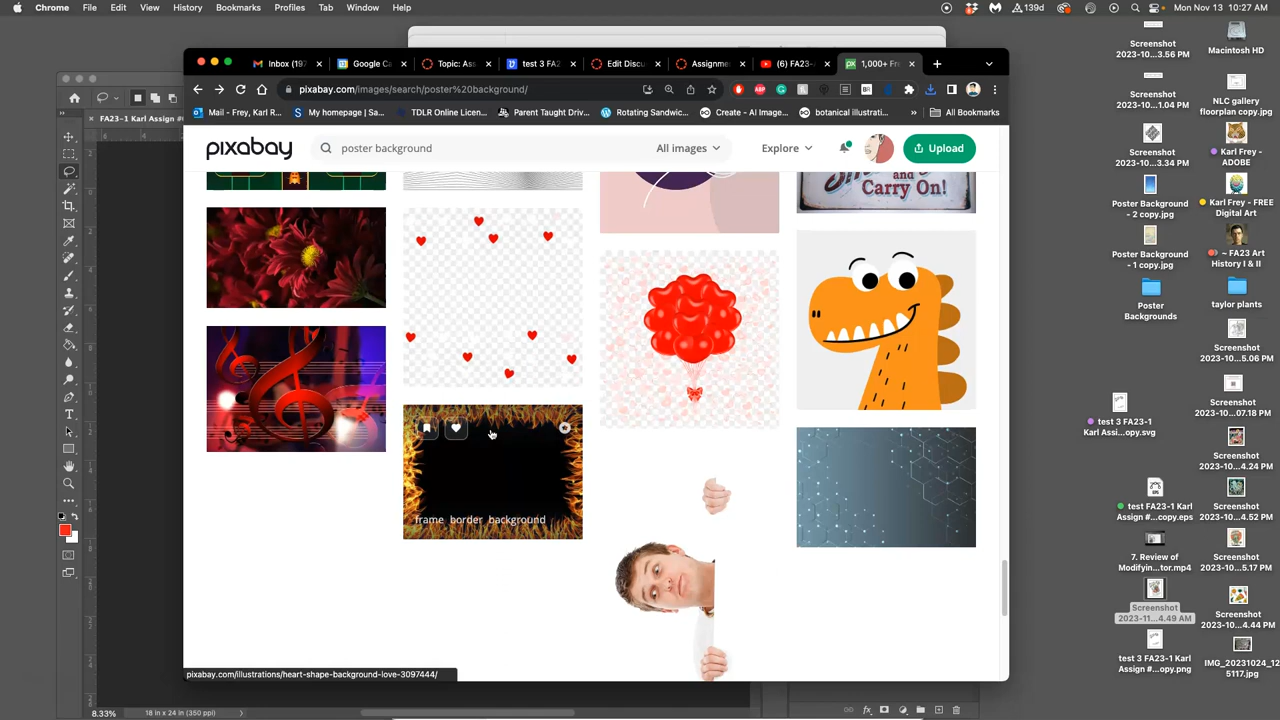 Chrome File Edit View History Bookmarks Profiles Tab Window Help 139d Mon Nov 13 10:27 AM
Inbox (197 Google Ca Topic: Ass test 3 FA23 Edit Discu Assignme (6) FA23- 1,000+ Fre
pixabay.com/images/search/poster%20background/
Mail - Frey, Karl R... My homepage | Sa... TDLR Online Licen... Parent Taught Driv... Rotating Sandwic... Create - AI Image... botanical illustrati... »
FA23-1 Karl Assign #
pixabay poster background All images Explore Upload
and
Carry On!
frame border background
pixabay.com/illustrations/heart-shape-background-love-3097444/
8.33% 18 in x 24 in (350 ppi)
fx
Screenshot
2023-10...3.56 PM
Macintosh HD
Screenshot
2023-10...1.04 PM
NLC gallery
floorplan copy.jpg
Screenshot
2023-10...3.34 PM
Karl Frey -
ADOBE
Poster Background
- 2 copy.jpg
Karl Frey - FREE
Digital Art
Poster Background
- 1 copy.jpg
~ FA23 Art
History I & II
Poster
Backgrounds
taylor plants
Screenshot
2023-10...5.06 PM
test 3 FA23-1
Karl Assi...opy.svg
Screenshot
2023-10...07.18 PM
Screenshot
2023-10...4.24 PM
test 3 FA23-1 Karl
Assign #...copy.eps
Screenshot
2023-10...4.52 PM
7. Review of
Modifyin...tor.mp4
Screenshot
2023-10...5.17 PM
Screenshot
2023-11...4.49 AM
Screenshot
2023-10...4.44 PM
test 3 FA23-1 Karl
Assign #...opy.png
IMG_20231024_12
5117.jpg